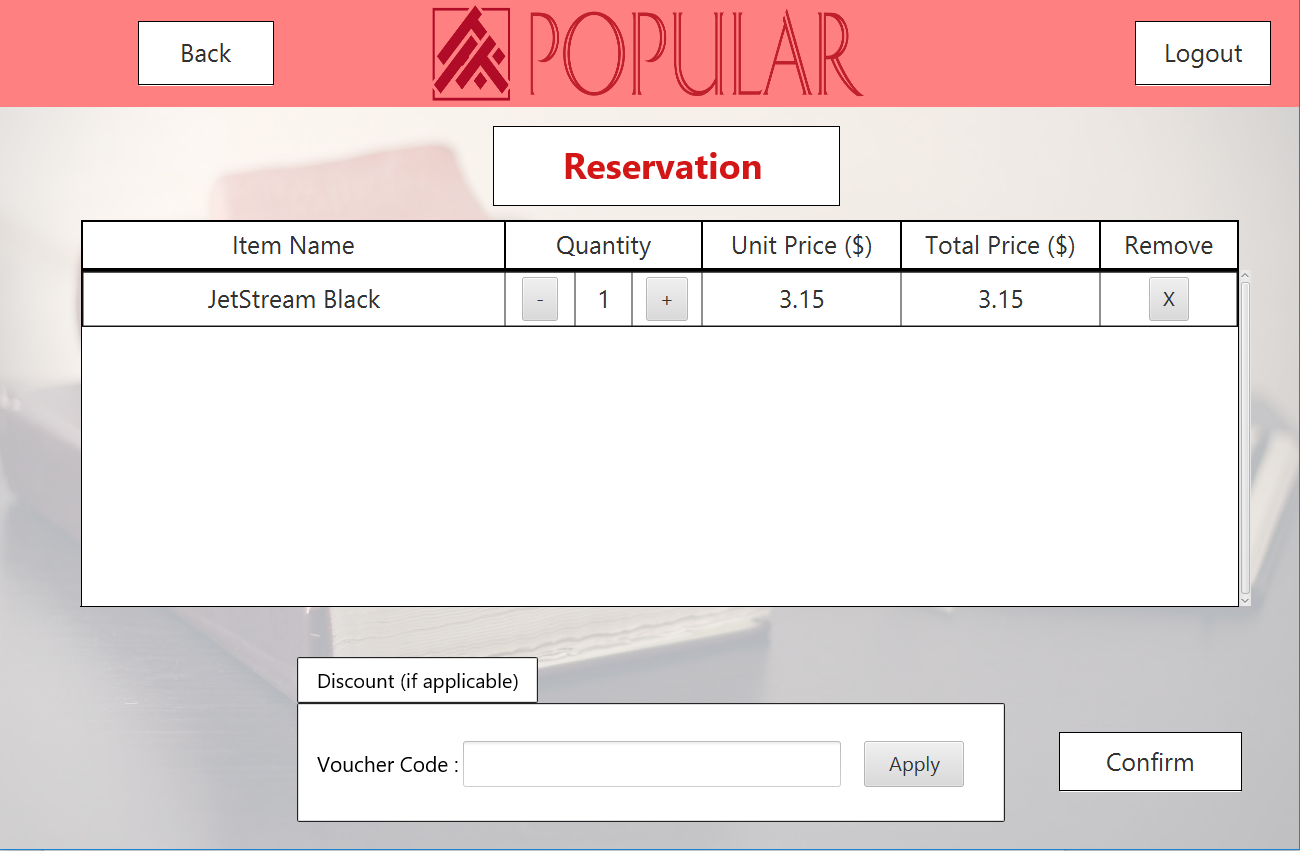 Back
POPULAR
Logout
Reservation
Item Name Quantity Unit Price ($) Total Price ($) Remove
JetStream Black - 1 + 3.15 3.15 X
Discount (if applicable)
Voucher Code : Apply
Confirm